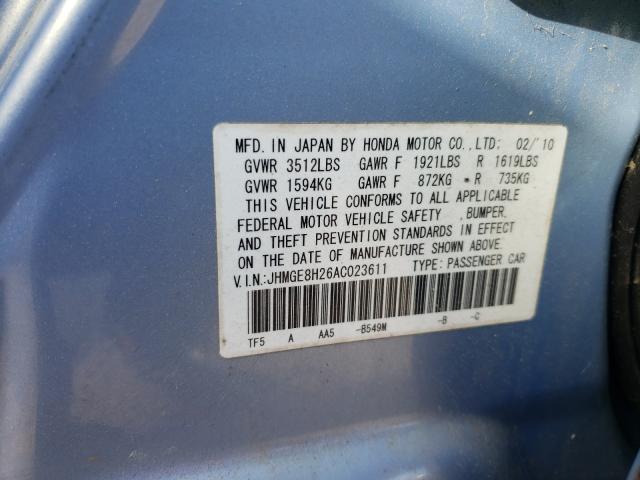 MFD. IN JAPAN BY HONDA MOTOR CO.,LTD: 02/'10
GVWR 3512LBS GAWR F 1921LBS R 1619LBS
GVWR 1594KG GAWR F 872KG R 735KG
THIS VEHICLE CONFORMS TO ALL APPLICABLE
FEDERAL MOTOR VEHICLE SAFETY ,BUMPER,
AND THEFT PREVENTION STANDARDS IN EFFECT
ON THE DATE OF MANUFACTURE SHOWN ABOVE.
V.I.N.:JHMGE8H26AC023611 TYPE: PASSENGER CAR
TF5 A AA5 -B549M -B -C